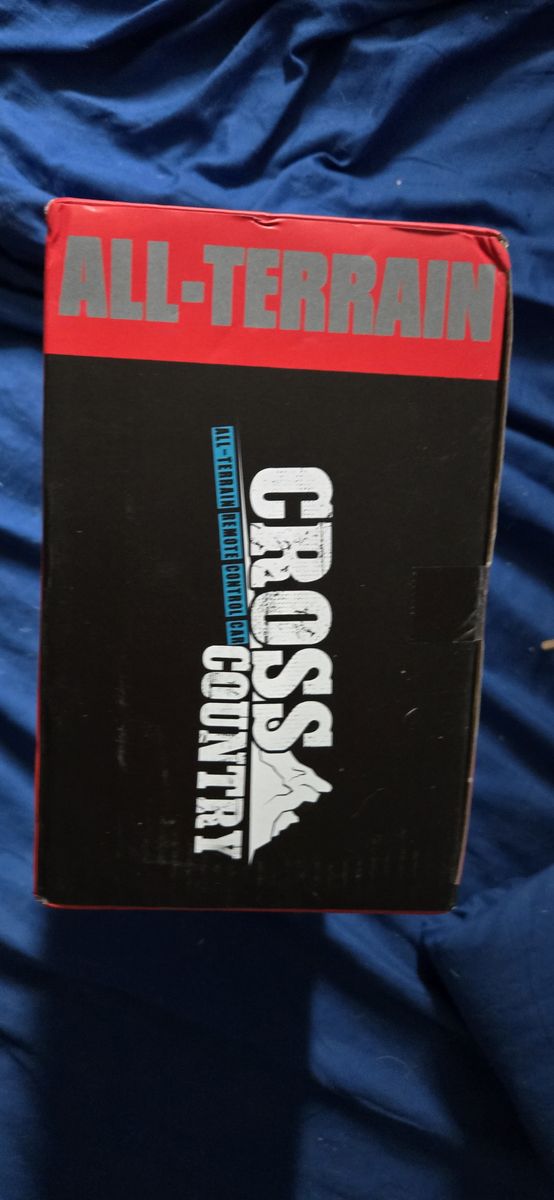 ALL-TERRAIN
CROSS
COUNTRY
ALL-TERRAIN REMOTE CONTROL CAR